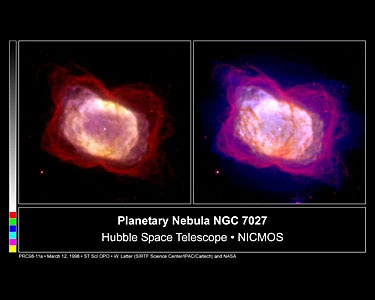 Planetary Nebula NGC 7027
Hubble Space Telescope • NICMOS
PRC98-11a • March 12, 1998 • ST ScI OPO • W. Latter (SIRTF Science Center/IPAC/Caltech) and NASA